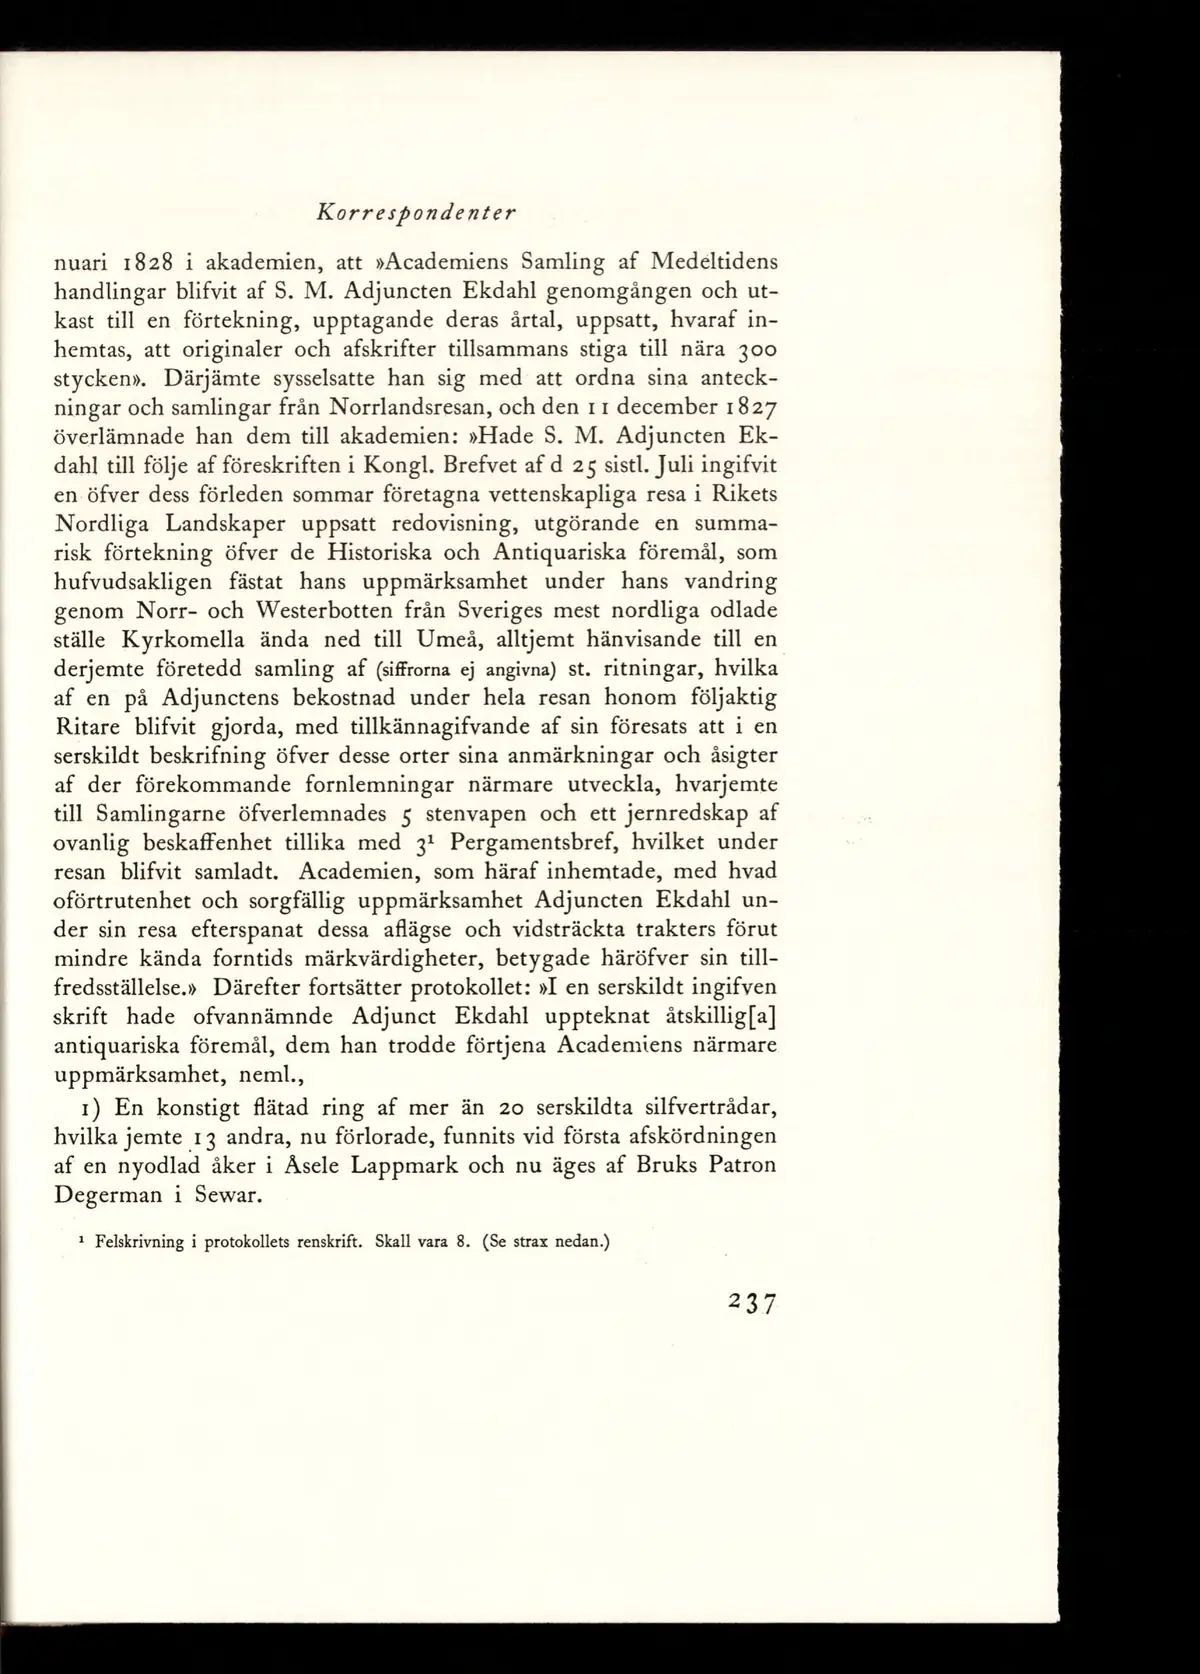 Korrespondenter
nuari 1828 i akademien, att »Academiens Samling af Medeltidens
handlingar blifvit af S. M. Adjuncten Ekdahl genomgången och ut-
kast till en förtekning, upptagande deras årtal, uppsatt, hvaraf in-
hemtas, att originaler och afskrifter tillsammans stiga till nära 300
stycken». Därjämte sysselsatte han sig med att ordna sina anteck-
ningar och samlingar från Norrlandsresan, och den 11 december 1827
överlämnade han dem till akademien: »Hade S. M. Adjuncten Ek-
dahl till följe af föreskriften i Kongl. Brefvet af d 25 sistl. Juli ingifvit
en öfver dess förleden sommar företagna vettenskapliga resa i Rikets
Nordliga Landskaper uppsatt redovisning, utgörande en summa-
risk förtekning öfver de Historiska och Antiquariska föremål, som
hufvudsakligen fästat hans uppmärksamhet under hans vandring
genom Norr- och Westerbotten från Sveriges mest nordliga odlade
ställe Kyrkomella ända ned till Umeå, alltjemt hänvisande till en
derjemte företedd samling af (siffrorna ej angivna) st. ritningar, hvilka
af en på Adjunctens bekostnad under hela resan honom följaktig
Ritare blifvit gjorda, med tillkännagifvande af sin föresats att i en
serskildt beskrifning öfver desse orter sina anmärkningar och åsigter
af der förekommande fornlemningar närmare utveckla, hvarjemte
till Samlingarne öfverlemnades 5 stenvapen och ett jernredskap af
ovanlig beskaffenhet tillika med 3¹ Pergamentsbref, hvilket under
resan blifvit samladt. Academien, som häraf inhemtade, med hvad
oförtrutenhet och sorgfällig uppmärksamhet Adjuncten Ekdahl un-
der sin resa efterspanat dessa aflägse och vidsträckta trakters förut
mindre kända forntids märkvärdigheter, betygade häröfver sin till-
fredsställelse.» Därefter fortsätter protokollet: »I en serskildt ingifven
skrift hade ofvannämnde Adjunct Ekdahl uppteknat åtskillig[a]
antiquariska föremål, dem han trodde förtjena Academiens närmare
uppmärksamhet, neml.,
1) En konstigt flätad ring af mer än 20 serskildta silfvertrådar,
hvilka jemte 13 andra, nu förlorade, funnits vid första afskördningen
af en nyodlad åker i Åsele Lappmark och nu äges af Bruks Patron
Degerman i Sewar.
¹ Felskrivning i protokollets renskrift. Skall vara 8. (Se strax nedan.)
237